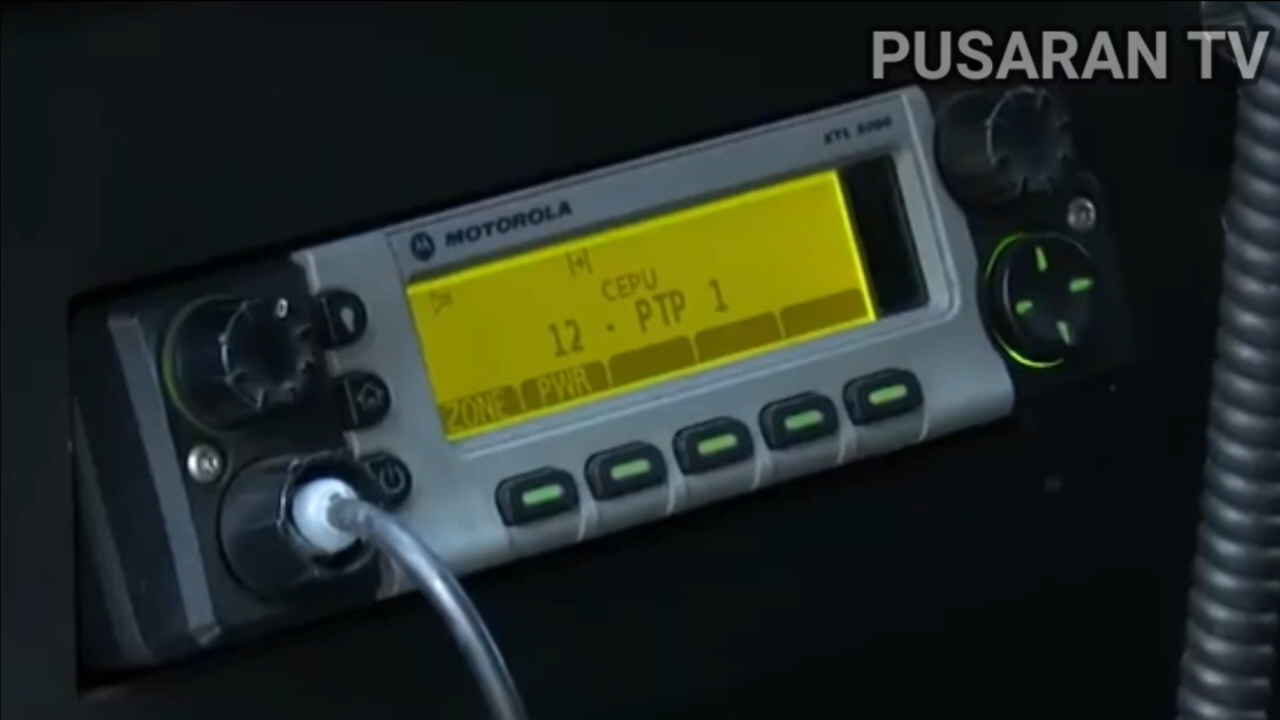 PUSARAN TV
XTL 5000
MOTOROLA
CEPU
12 · PTP 1
ZONE PWR